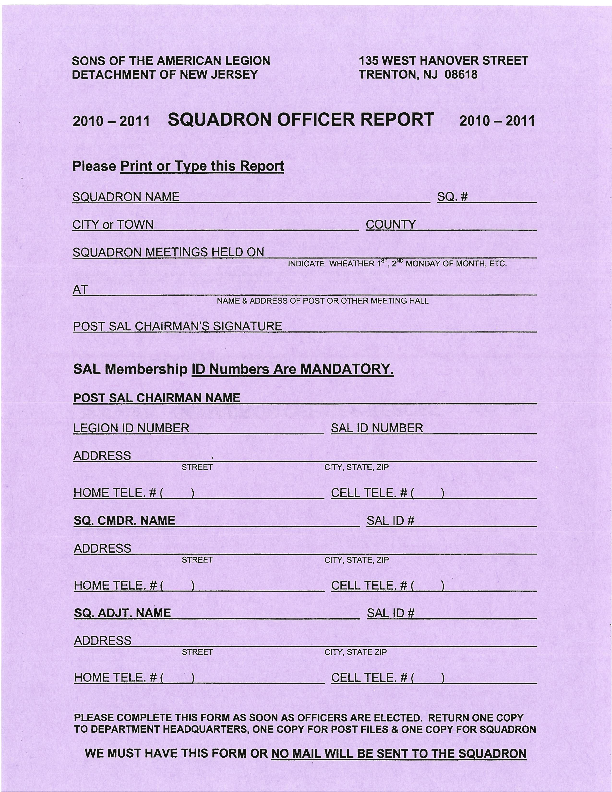 SONS OF THE AMERICAN LEGION 135 WEST HANOVER STREET
DETACHMENT OF NEW JERSEY TRENTON, NJ 08618
2010 – 2011 SQUADRON OFFICER REPORT 2010 – 2011
Please Print or Type this Report
SQUADRON NAME SQ. #
CITY or TOWN COUNTY
SQUADRON MEETINGS HELD ON
INDICATE WHEATHER 1ST, 2ND MONDAY OF MONTH, ETC.
AT
NAME & ADDRESS OF POST OR OTHER MEETING HALL
POST SAL CHAIRMAN'S SIGNATURE
SAL Membership ID Numbers Are MANDATORY.
POST SAL CHAIRMAN NAME
LEGION ID NUMBER SAL ID NUMBER
ADDRESS
STREET CITY, STATE, ZIP
HOME TELE. # ( ) CELL TELE. # ( )
SQ. CMDR. NAME SAL ID #
ADDRESS
STREET CITY, STATE, ZIP
HOME TELE. # ( ) CELL TELE. # ( )
SQ. ADJT. NAME SAL ID #
ADDRESS
STREET CITY, STATE ZIP
HOME TELE. # ( ) CELL TELE. # ( )
PLEASE COMPLETE THIS FORM AS SOON AS OFFICERS ARE ELECTED. RETURN ONE COPY
TO DEPARTMENT HEADQUARTERS, ONE COPY FOR POST FILES & ONE COPY FOR SQUADRON
WE MUST HAVE THIS FORM OR NO MAIL WILL BE SENT TO THE SQUADRON